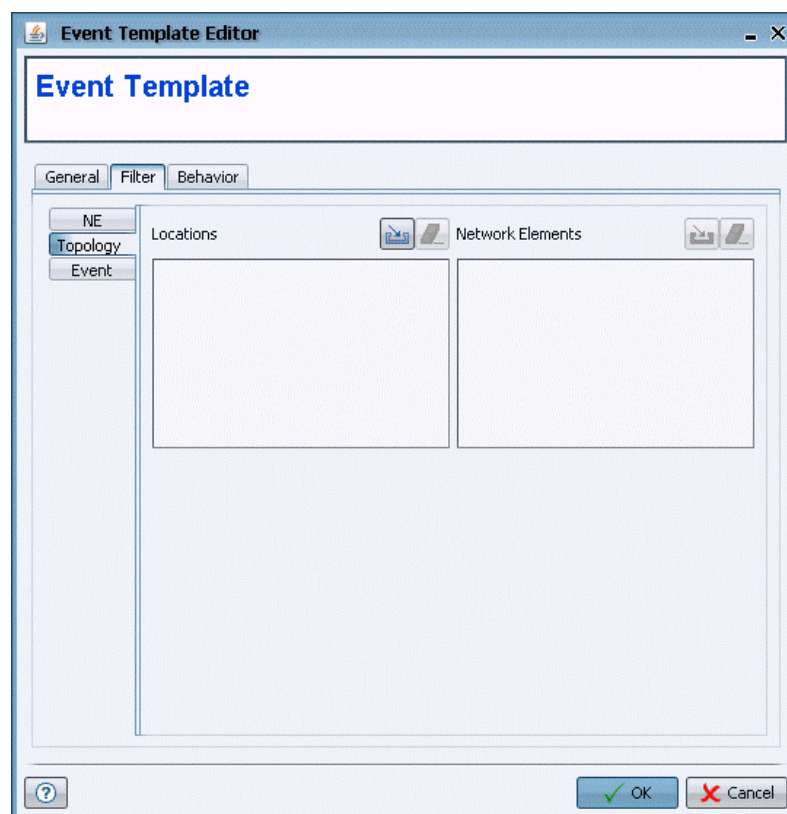 Event Template Editor
Event Template
General Filter Behavior
NE
Topology
Event
Locations
Network Elements
? OK Cancel